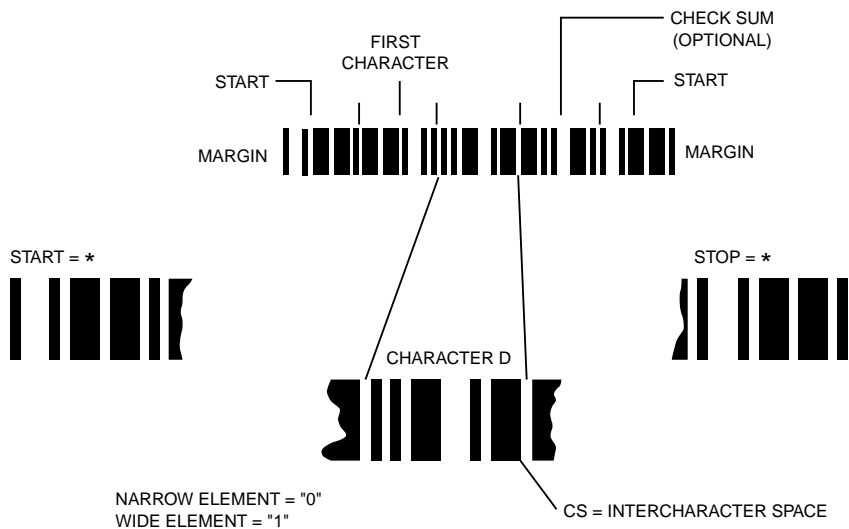 CHECK SUM
(OPTIONAL)
FIRST
CHARACTER
START
START
MARGIN
MARGIN
START = *
STOP = *
CHARACTER D
NARROW ELEMENT = "0"
WIDE ELEMENT = "1"
CS = INTERCHARACTER SPACE